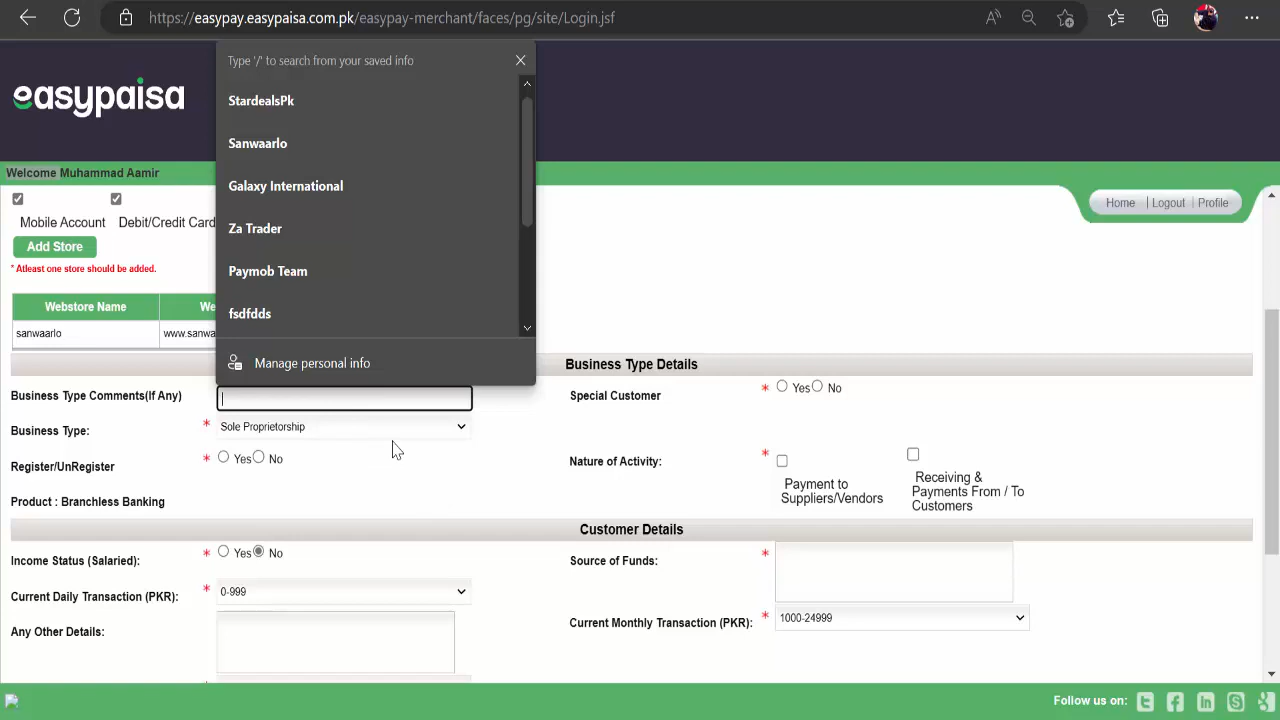 https://easypay.easypaisa.com.pk/easypay-merchant/faces/pg/site/Login.jsf
easypaisa
Type '/' to search from your saved info
StardealsPk
Sanwaarlo
Galaxy International
Za Trader
Paymob Team
fsdfdds
Manage personal info
Welcome Muhammad Aamir
Home | Logout | Profile
Mobile Account Debit/Credit Card
Add Store
* Atleast one store should be added.
Webstore Name We
sanwaarlo www.sanwa
Business Type Details
Business Type Comments(If Any)
Special Customer * Yes No
Business Type: * Sole Proprietorship
Register/UnRegister * Yes No
Nature of Activity: * Payment to Suppliers/Vendors Receiving & Payments From / To Customers
Product : Branchless Banking
Customer Details
Income Status (Salaried): * Yes No
Source of Funds: *
Current Daily Transaction (PKR): * 0-999
Any Other Details:
Current Monthly Transaction (PKR): * 1000-24999
Follow us on: